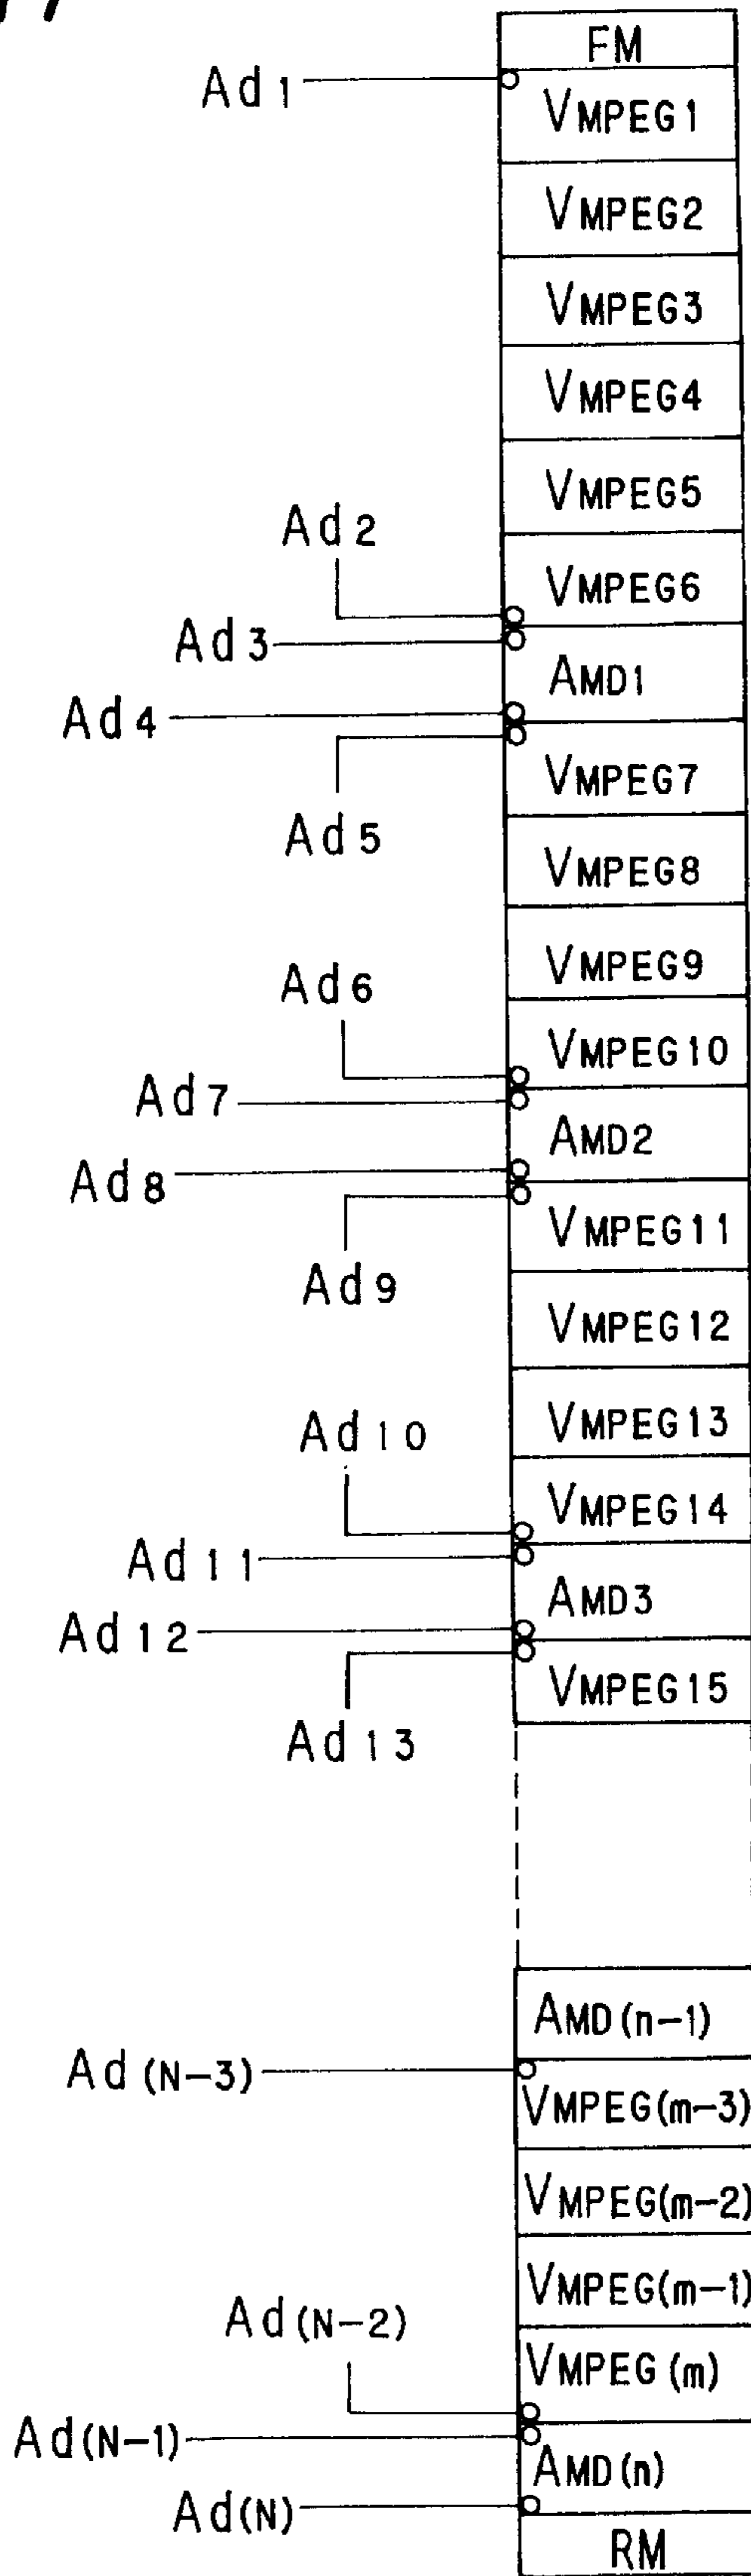 FM
Ad1
VMPEG1
VMPEG2
VMPEG3
VMPEG4
VMPEG5
Ad2
VMPEG6
Ad3
AMD1
Ad4
VMPEG7
Ad5
VMPEG8
VMPEG9
Ad6
VMPEG10
Ad7
AMD2
Ad8
VMPEG11
Ad9
VMPEG12
VMPEG13
Ad10
VMPEG14
Ad11
AMD3
Ad12
VMPEG15
Ad13
AMD(n-1)
Ad(N-3)
VMPEG(m-3)
VMPEG(m-2)
VMPEG(m-1)
Ad(N-2)
VMPEG(m)
Ad(N-1)
AMD(n)
Ad(N)
RM